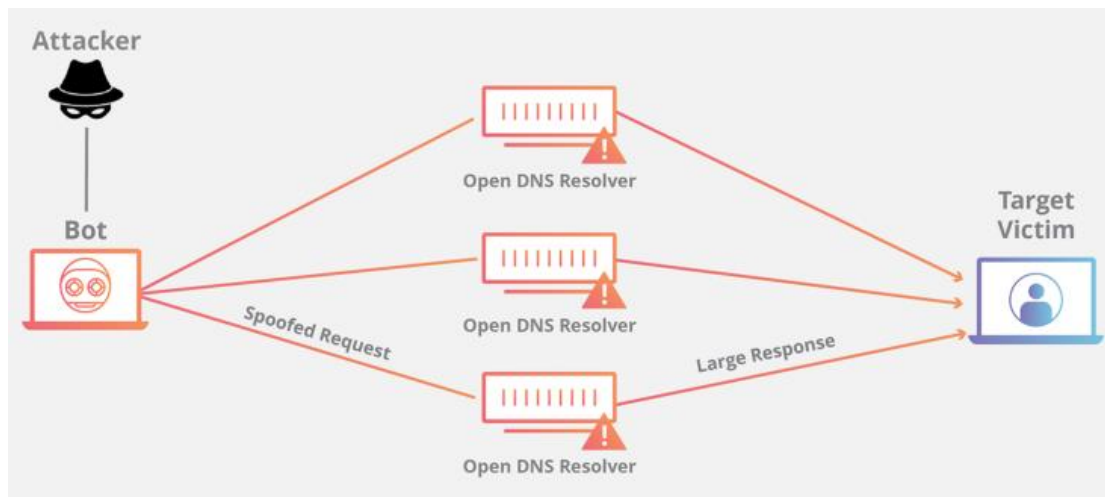 Attacker
Open DNS Resolver
Bot
Target
Victim
Open DNS Resolver
Spoofed Request
Large Response
Open DNS Resolver